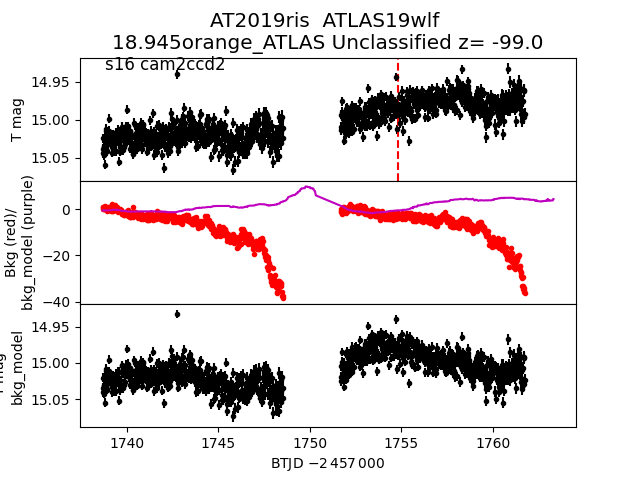 AT2019ris  ATLAS19wlf
18.945orange_ATLAS Unclassified z= -99.0
s16 cam2ccd2
14.95
15.00
15.05
T mag
0
−20
−40
Bkg (red)/
bkg_model (purple)
14.95
15.00
15.05
mag
bkg_model
1740
1745
1750
1755
1760
BTJD −2 457 000